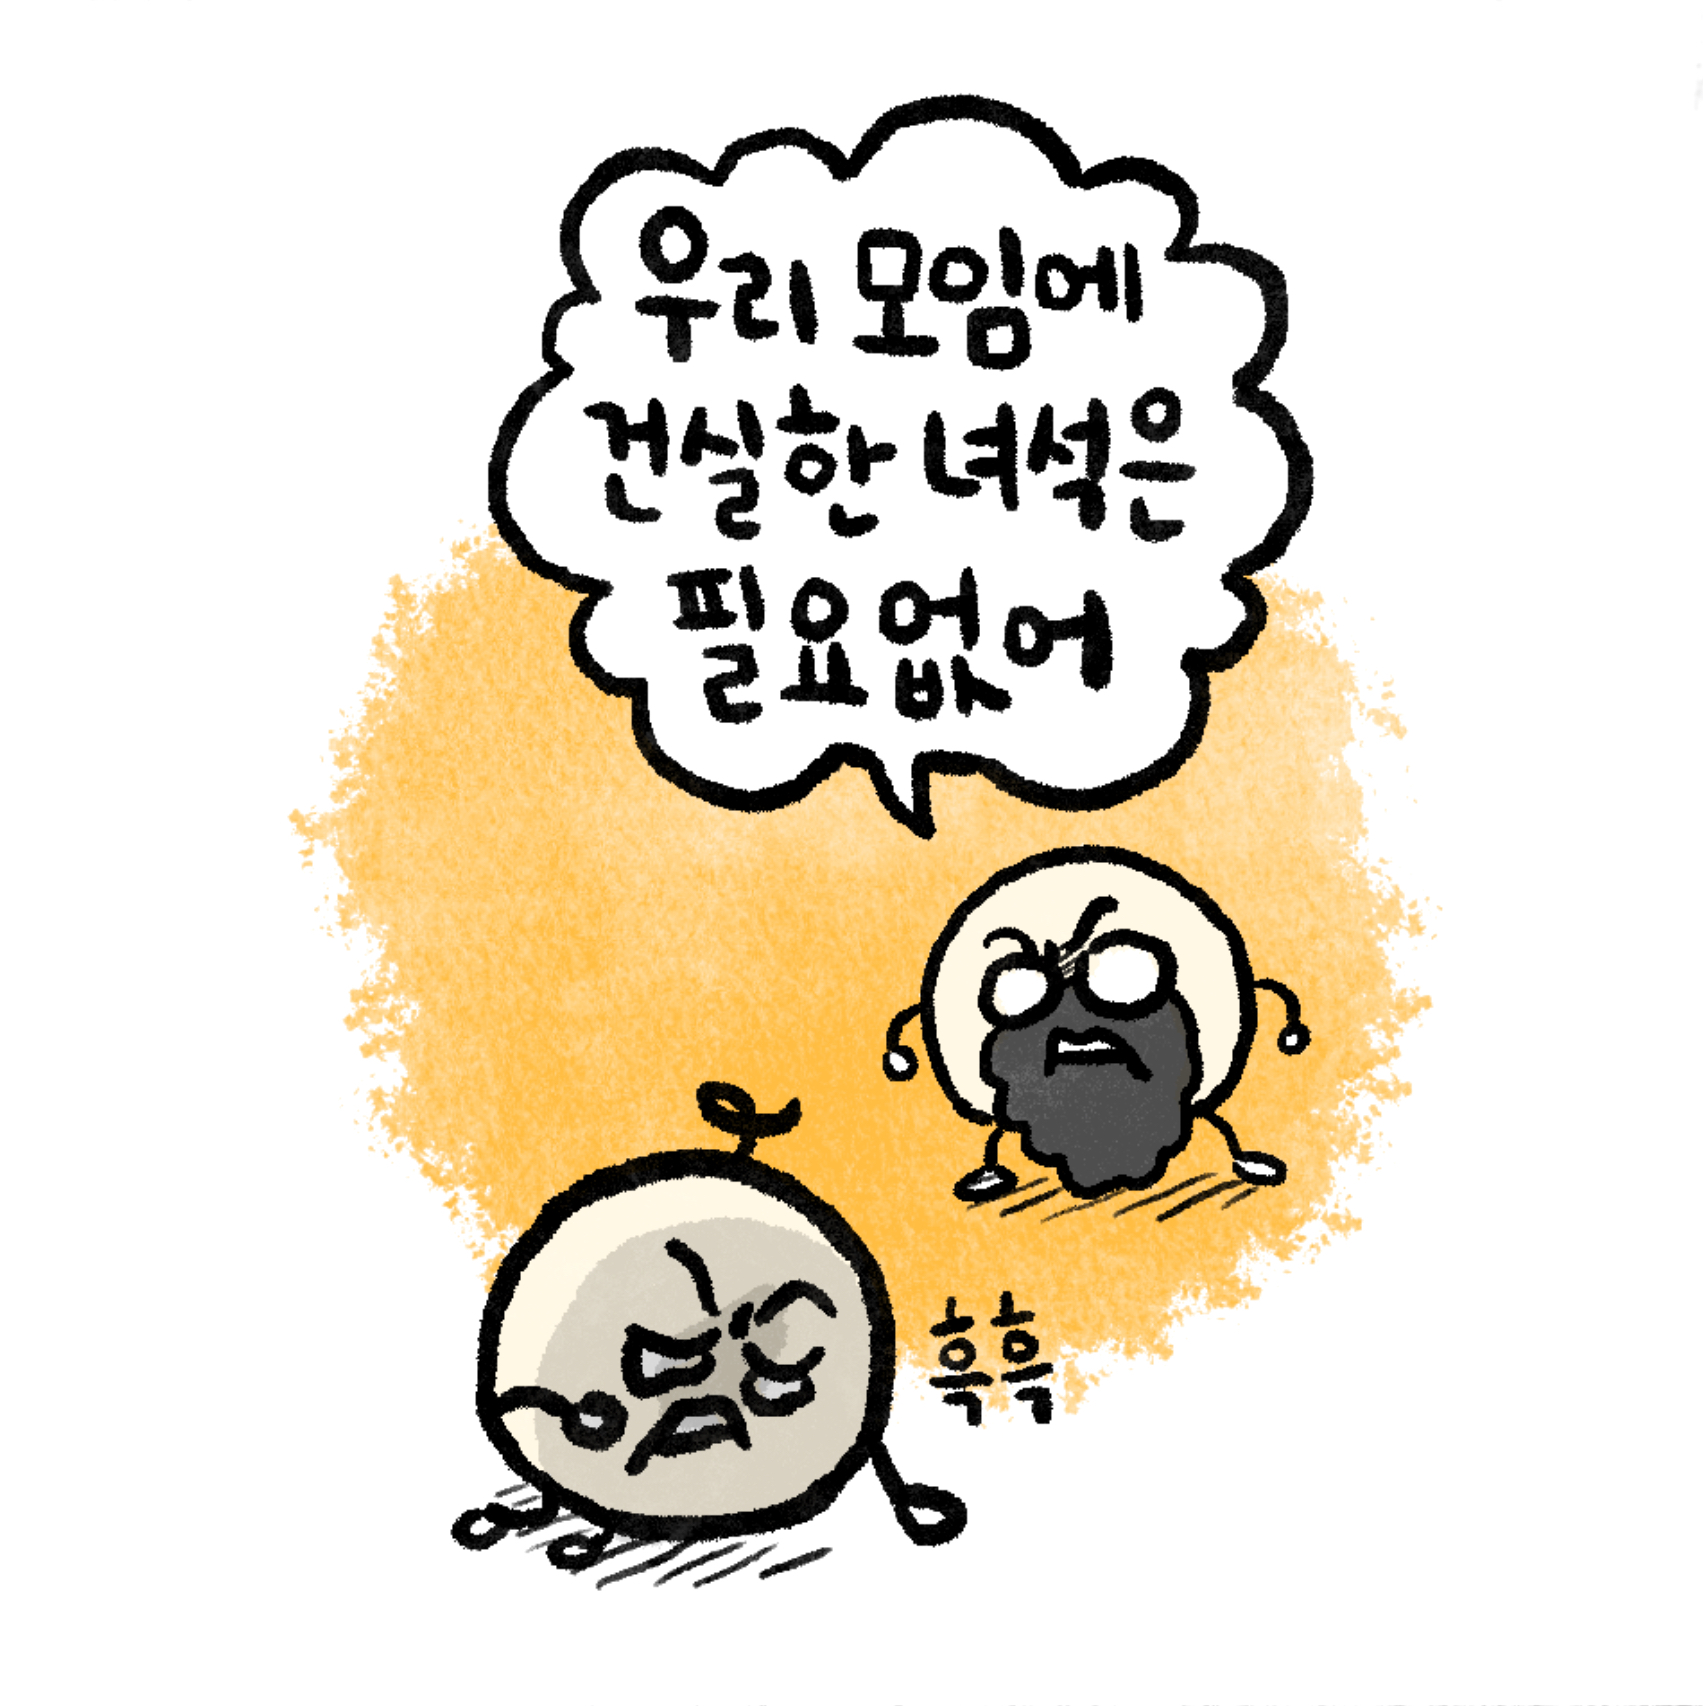 우리 모임에
건실한 녀석은
필요없어
흑흑